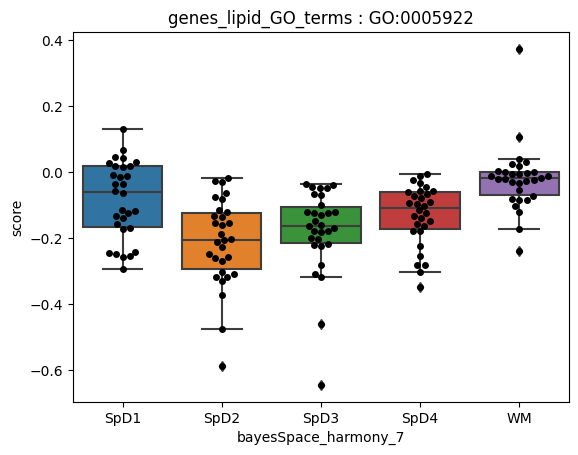 genes_lipid_GO_terms : GO:0005922
0.4
0.2
0.0
−0.2
−0.4
−0.6
score
SpD1 SpD2 SpD3 SpD4 WM
bayesSpace_harmony_7